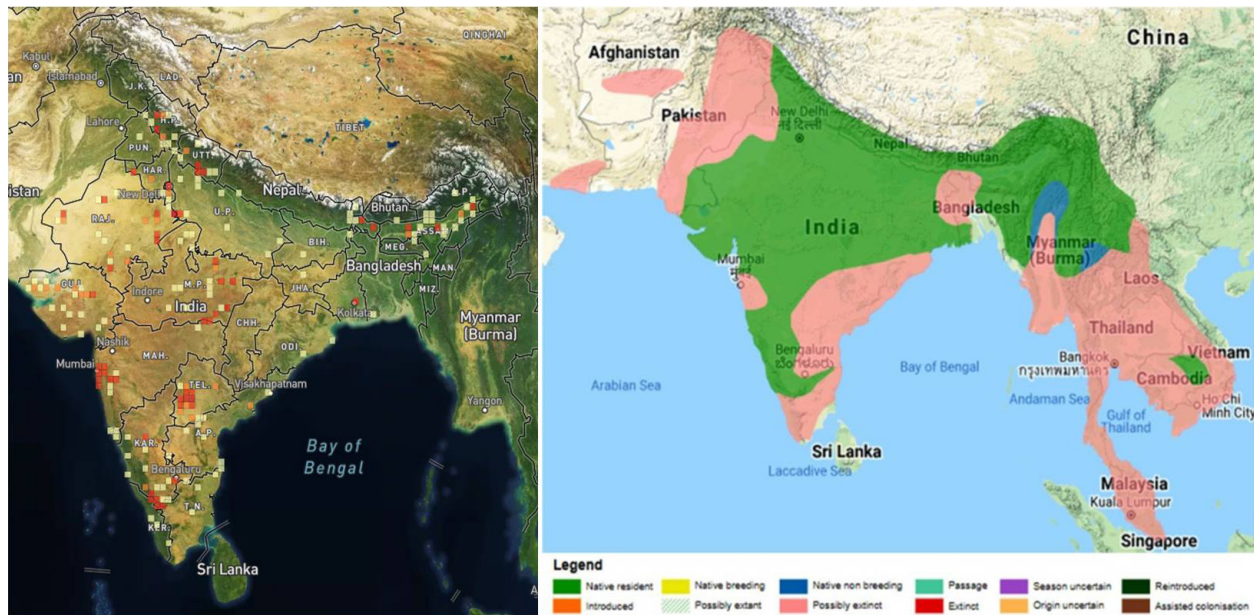 QINGHAI
Kabul
Islamabad
an
LAD.
J.K.
TIBET
Lahore
H.P.
PUN.
UTT.
HAR.
istan
New Delhi
Nepal
Bhutan
A.P.
RAJ.
U.P.
ASSA
BIH.
MEG.
Bangladesh
MAN.
GUJ.
M.P.
JHA.
MIZ.
Indore
India
Kolkata
Myanmar
(Burma)
CHH.
Nashik
ODI.
Mumbai
MAH.
TEL.
Visakhapatnam
Yangon
A.P.
KAR.
Bay of
Bengal
Bengaluru
T.N.
KER.
Sri Lanka
A
Afghanistan
China
Pakistan
New Delhi
नई दिल्ली
Nepal
Bhutan
India
Bangladesh
Mumbai
मुंबई
Myanmar
(Burma)
Laos
Thailand
Vietnam
Bengaluru
ಬೆಂಗಳೂರು
Bay of Bengal
Bangkok
กรุงเทพมหานคร
Cambodia
Arabian Sea
Andaman Sea
Ho Chi
Minh City
Gulf of
Thailand
Sri Lanka
Laccadive Sea
Malaysia
Kuala Lumpur
Singapore
Legend
Native resident Native breeding Native non breeding Passage Season uncertain Reintroduced
Introduced Possibly extant Possibly extinct Extinct Origin uncertain Assisted colonisation